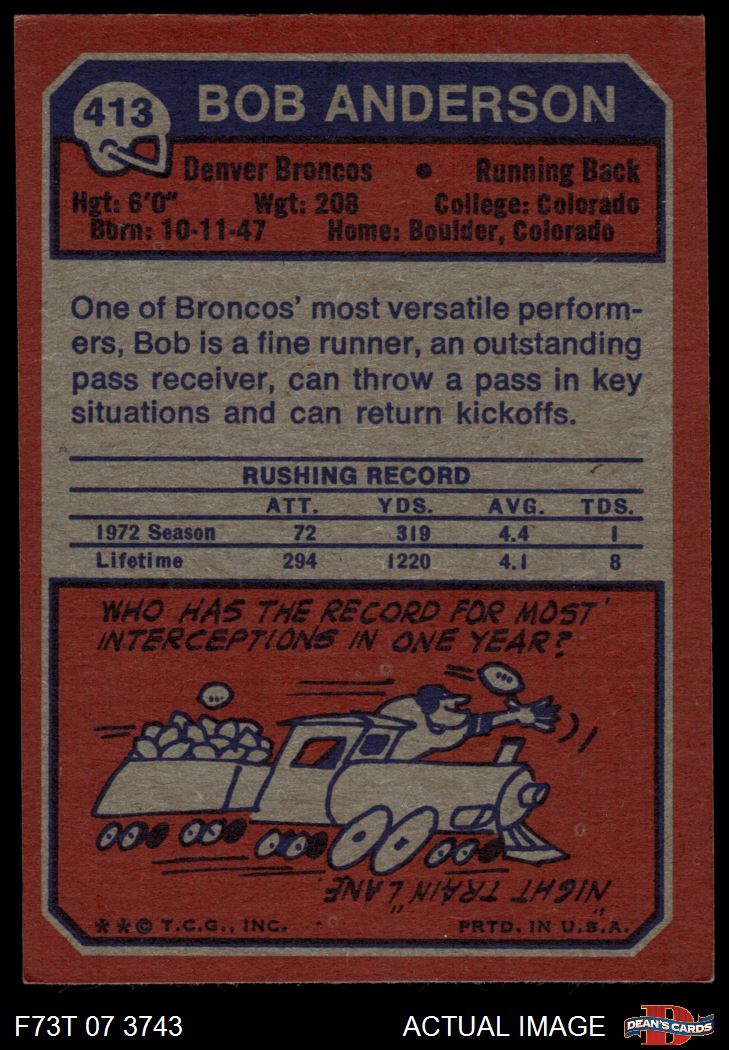 413
BOB ANDERSON
Denver Broncos • Running Back
Hgt: 6'0" Wgt: 208 College: Colorado
Born: 10-11-47 Home: Boulder, Colorado
One of Broncos' most versatile perform-
ers, Bob is a fine runner, an outstanding
pass receiver, can throw a pass in key
situations and can return kickoffs.
RUSHING RECORD
ATT. YDS. AVG. TDS.
1972 Season 72 319 4.4 1
Lifetime 294 1220 4.1 8
WHO HAS THE RECORD FOR MOST
INTERCEPTIONS IN ONE YEAR?
"NIGHT TRAIN" LANE.
**© T.C.G., INC. PRTD. IN U.S.A.
F73T 07 3743 ACTUAL IMAGE
D
DEAN'S CARDS